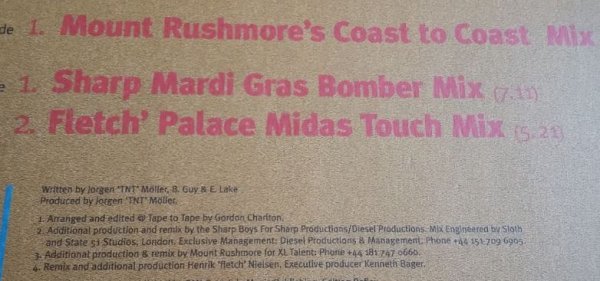 de 1. Mount Rushmore's Coast to Coast Mix
e 1. Sharp Mardi Gras Bomber Mix (7.11)
2. Fletch' Palace Midas Touch Mix (5.21)
Written by Jorgen 'TNT' Möller, B. Guy & E. Lake
Produced by Jorgen 'TNT' Möller.
1. Arranged and edited @ Tape to Tape by Gordon Charlton.
2. Additional production and remix by the Sharp Boys For Sharp Productions/Diesel Productions. Mix Engineered by Sloth
and State 51 Studios, London. Exclusive Management: Diesel Productions & Management, Phone +44 151 709 6905
3. Additional production & remix by Mount Rushmore for XL Talent: Phone +44 181 747 0660.
4. Remix and additional production Henrik 'fletch' Nielsen, Executive producer Kenneth Bager.